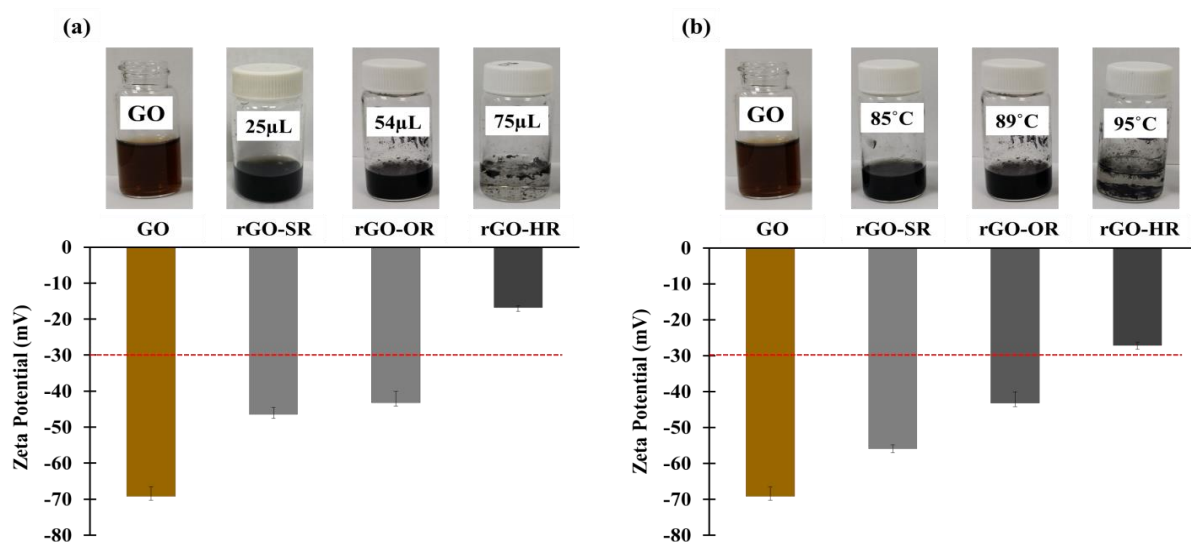 (a)
GO
25µL
54µL
75µL
GO
rGO-SR
rGO-OR
rGO-HR
0
-10
-20
-30
-40
-50
-60
-70
-80
Zeta Potential (mV)
(b)
GO
85˚C
89˚C
95˚C
GO
rGO-SR
rGO-OR
rGO-HR
0
-10
-20
-30
-40
-50
-60
-70
-80
Zeta Potential (mV)